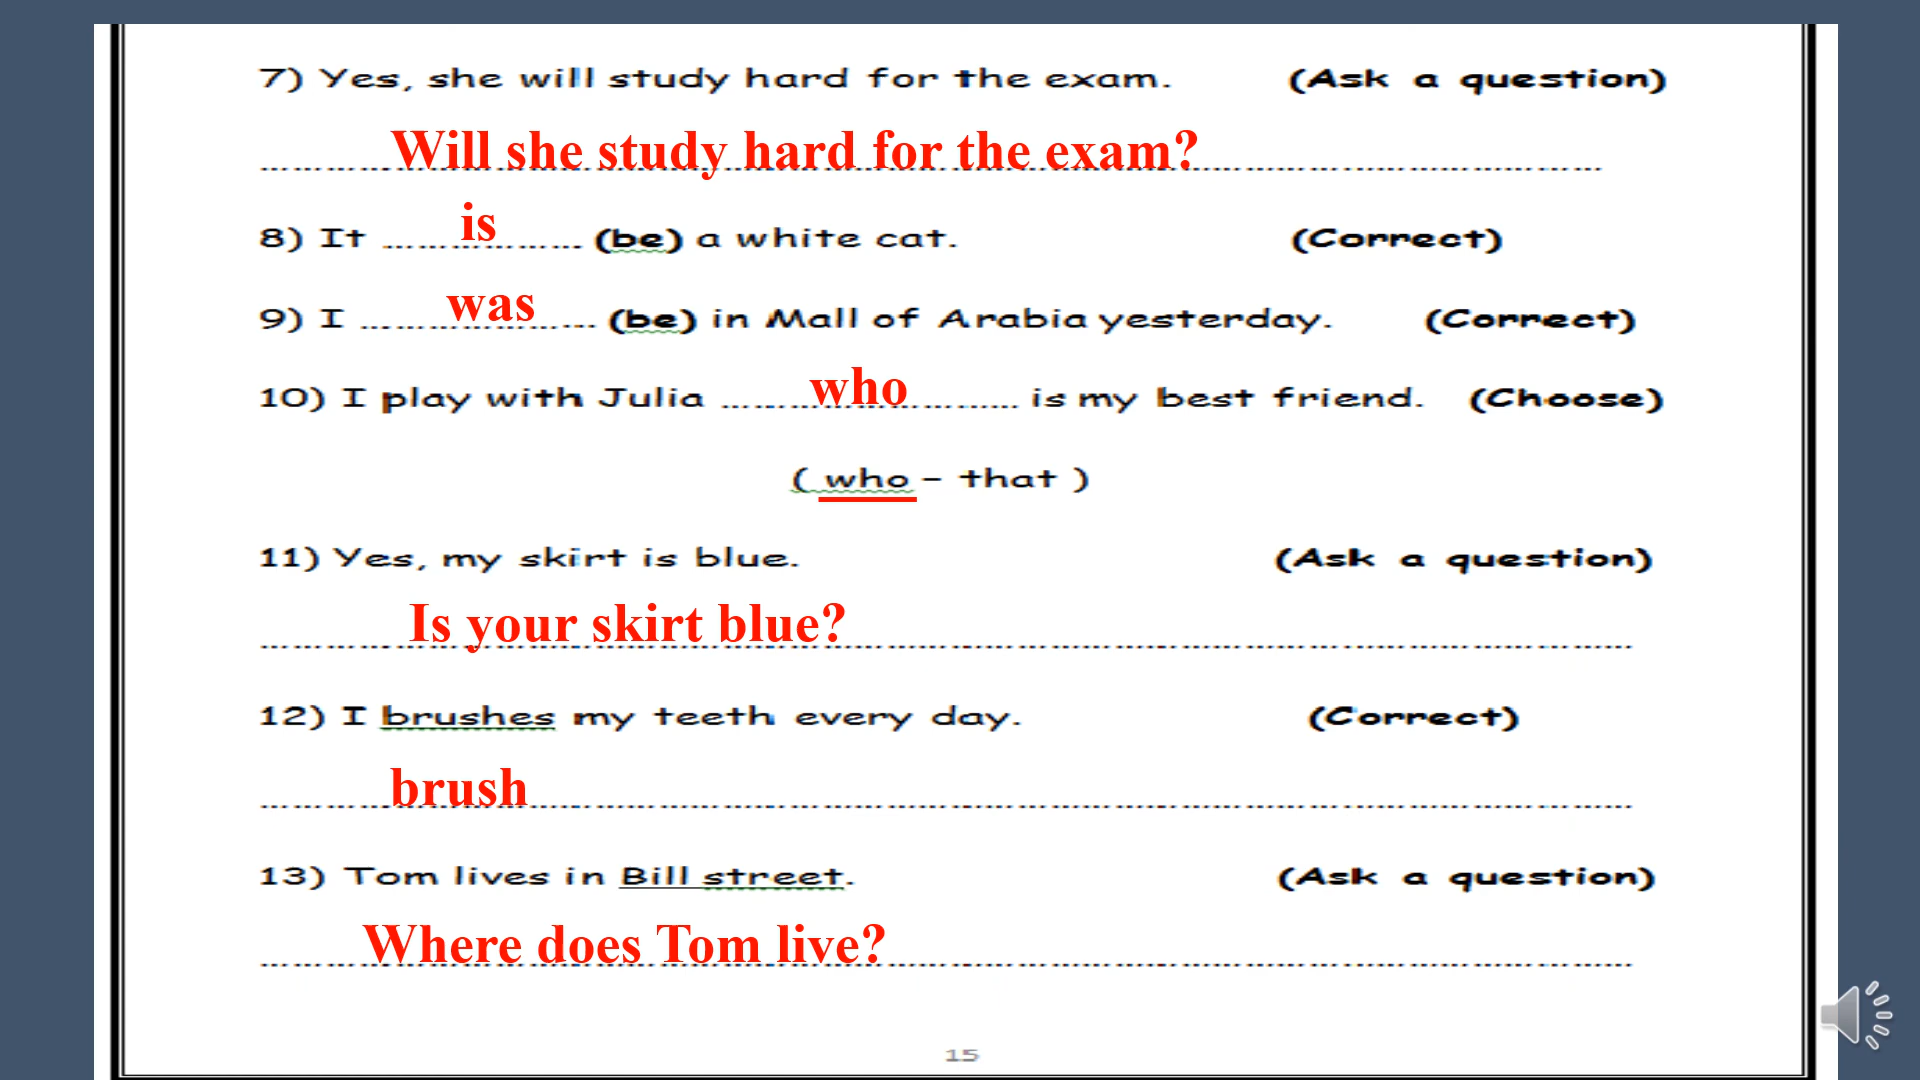 7) Yes, she will study hard for the exam. (Ask a question)
Will she study hard for the exam?
8) It .................. (be) a white cat. (Correct)
is
9) I ..................... (be) in Mall of Arabia yesterday. (Correct)
was
10) I play with Julia ........................... is my best friend. (Choose)
who
( who - that )
11) Yes, my skirt is blue. (Ask a question)
Is your skirt blue?
12) I brushes my teeth every day. (Correct)
brush
13) Tom lives in Bill street. (Ask a question)
Where does Tom live?
15